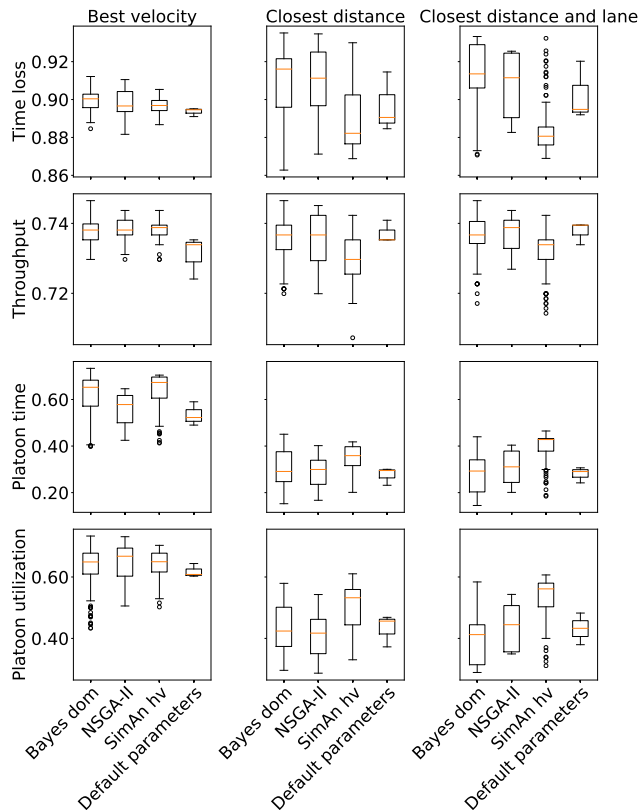 Best velocity Closest distance Closest distance and lane
Time loss
0.92
0.90
0.88
0.86
Throughput
0.74
0.72
Platoon time
0.60
0.40
0.20
Platoon utilization
0.60
0.40
Bayes dom NSGA-II SimAn hv Default parameters
Bayes dom NSGA-II SimAn hv Default parameters
Bayes dom NSGA-II SimAn hv Default parameters